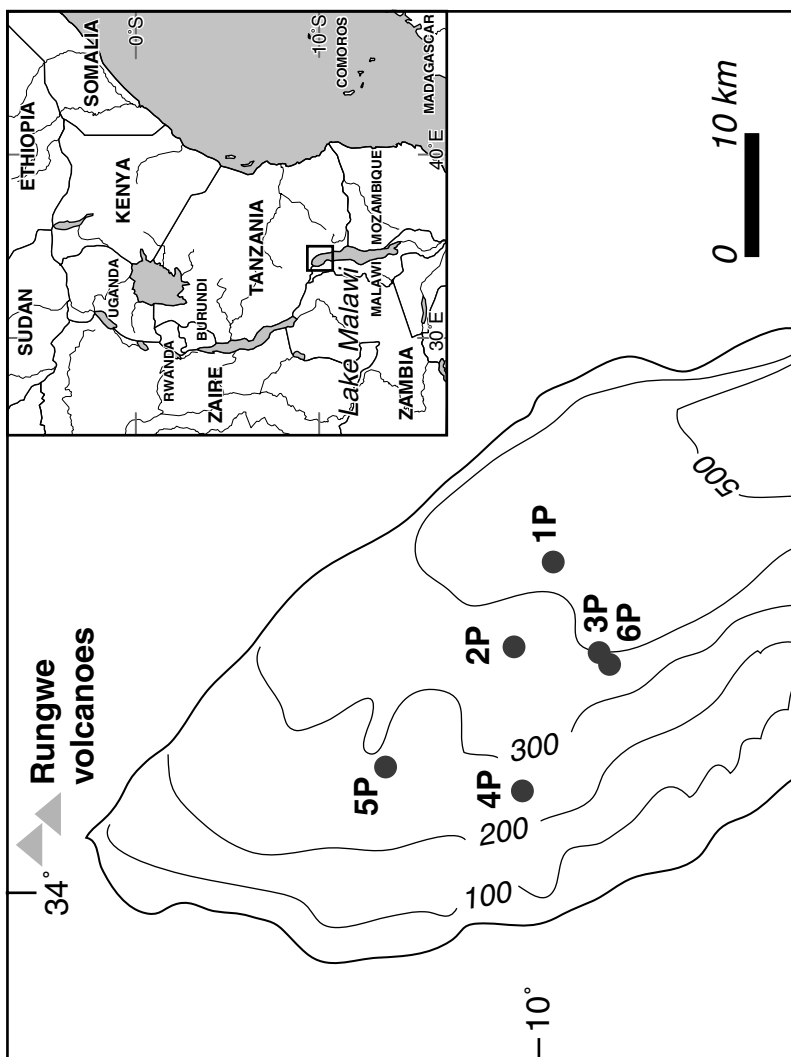 ETHIOPIA
SUDAN
SOMALIA
0°S
KENYA
UGANDA
RWANDA
BURUNDI
ZAIRE
TANZANIA
10°S
COMOROS
Lake Malawi
MALAWI
MOZAMBIQUE
ZAMBIA
MADAGASCAR
30°E
40°E
34°
Rungwe
volcanoes
5P
2P
4P
1P
3P
6P
100
200
300
500
10°
0
10 km